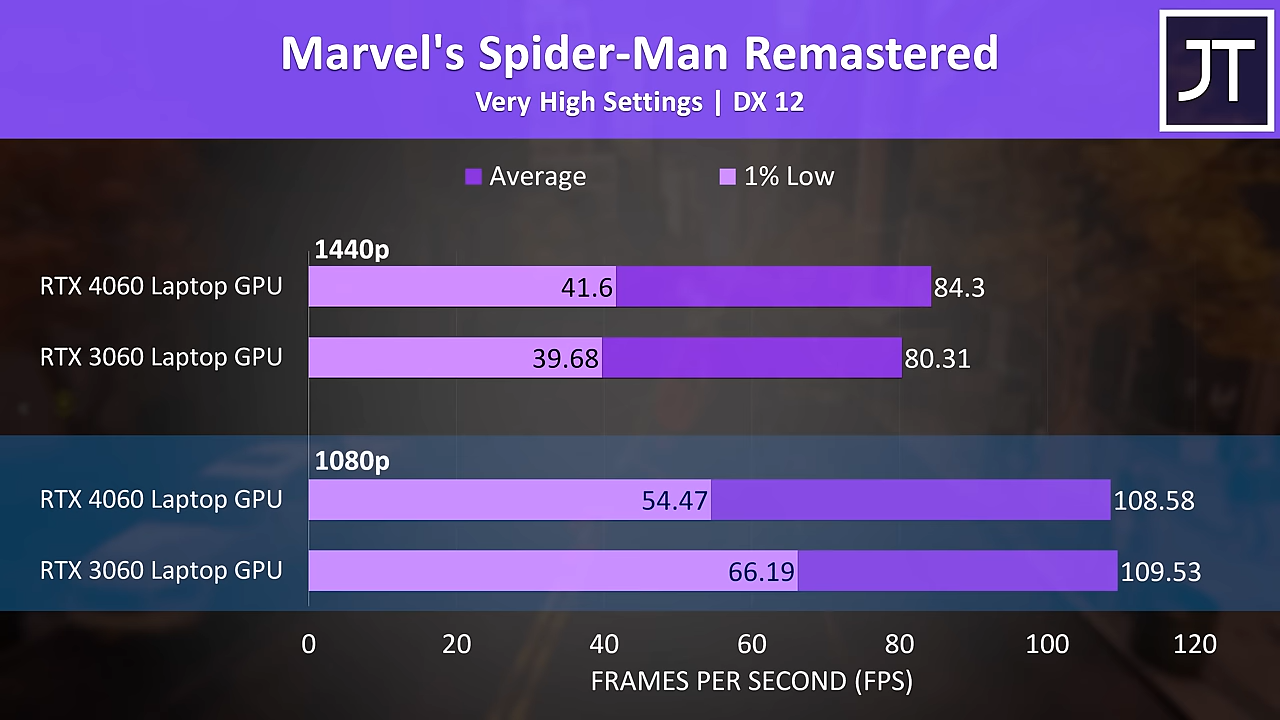 Marvel's Spider-Man Remastered
Very High Settings | DX 12
JT
Average
1% Low
1440p
RTX 4060 Laptop GPU
41.6
84.3
RTX 3060 Laptop GPU
39.68
80.31
1080p
RTX 4060 Laptop GPU
54.47
108.58
RTX 3060 Laptop GPU
66.19
109.53
0 20 40 60 80 100 120
FRAMES PER SECOND (FPS)